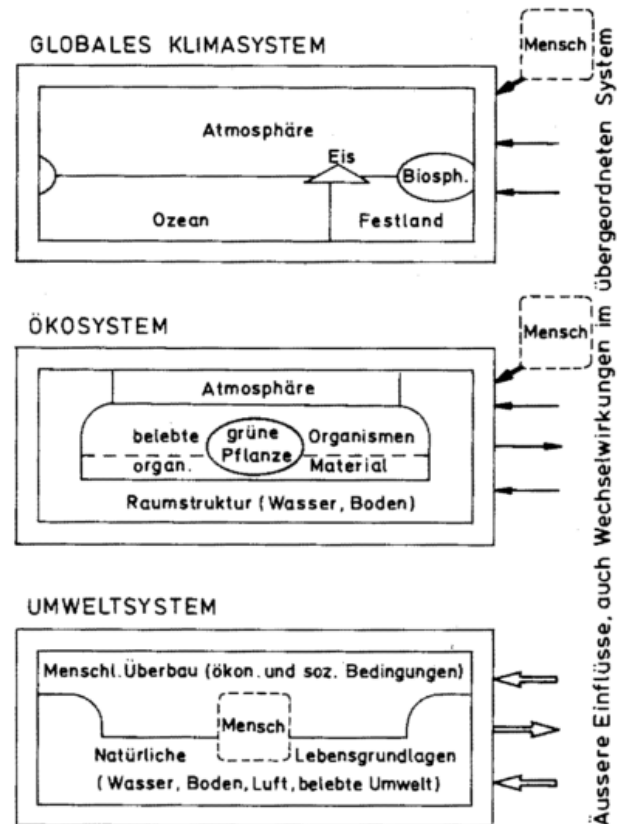 GLOBALES KLIMASYSTEM
Mensch
Atmosphäre
Eis
Biosph.
Ozean
Festland
ÖKOSYSTEM
Mensch
Atmosphäre
belebte grüne Organismen
Pflanze
organ. Material
Raumstruktur (Wasser, Boden)
UMWELTSYSTEM
Menschl. Überbau (ökon. und soz. Bedingungen)
Mensch
Natürliche Lebensgrundlagen
(Wasser, Boden, Luft, belebte Umwelt)
Äussere Einflüsse, auch Wechselwirkungen im übergeordneten System